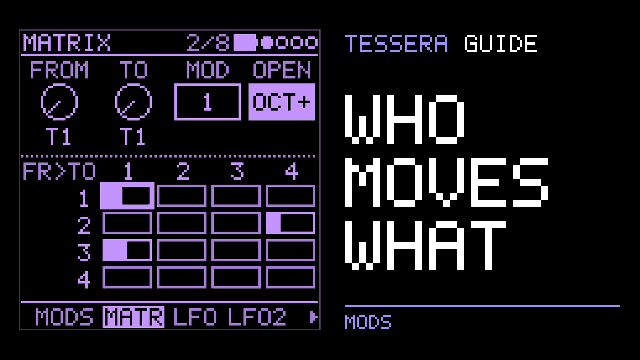 MATRIX 2/8
FROM TO MOD OPEN
1 OCT+
T1 T1
FR>TO 1 2 3 4
1
2
3
4
MODS MATR LFO LFO2
TESSERA GUIDE
WHO
MOVES
WHAT
MODS